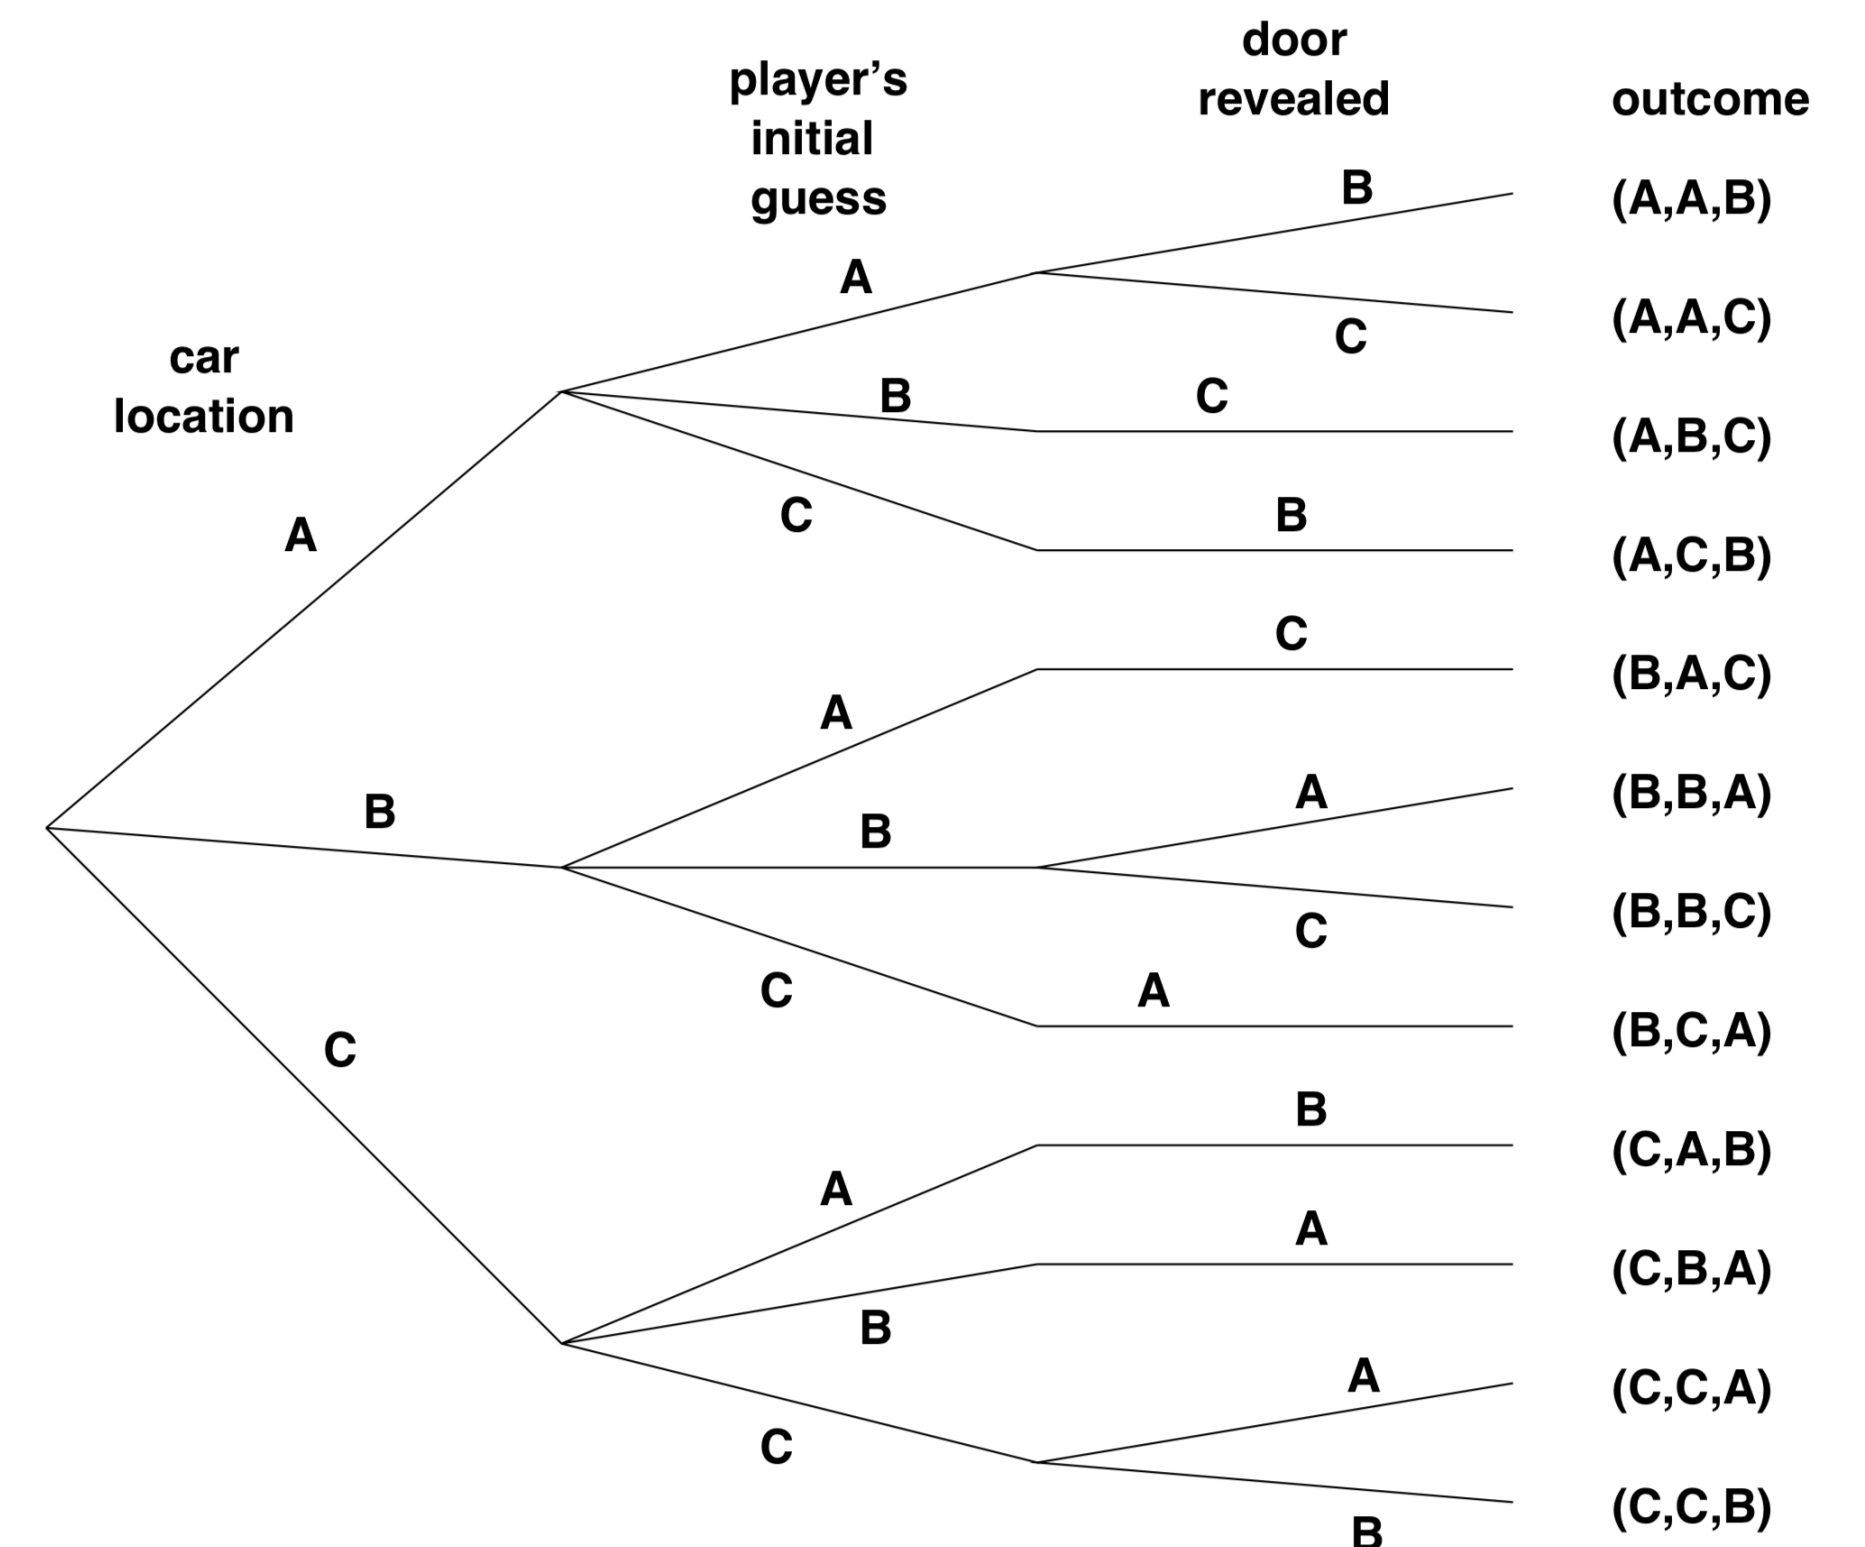 door
player's
revealed
outcome
initial
guess
B
(A,A,B)
A
(A,A,C)
C
car
location
B
C
(A,B,C)
A
C
B
(A,C,B)
C
(B,A,C)
A
A
(B,B,A)
B
B
(B,B,C)
C
C
A
(B,C,A)
C
B
(C,A,B)
A
A
(C,B,A)
B
A
(C,C,A)
C
(C,C,B)
B